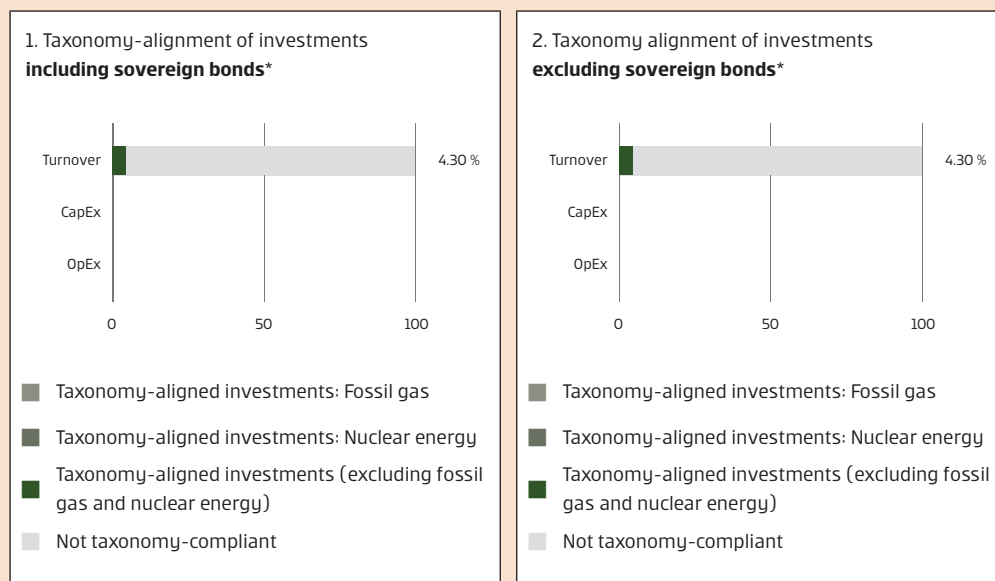 1. Taxonomy-alignment of investments
including sovereign bonds*
Turnover
4.30 %
CapEx
OpEx
0
50
100
Taxonomy-aligned investments: Fossil gas
Taxonomy-aligned investments: Nuclear energy
Taxonomy-aligned investments (excluding fossil
gas and nuclear energy)
Not taxonomy-compliant
2. Taxonomy alignment of investments
excluding sovereign bonds*
Turnover
4.30 %
CapEx
OpEx
0
50
100
Taxonomy-aligned investments: Fossil gas
Taxonomy-aligned investments: Nuclear energy
Taxonomy-aligned investments (excluding fossil
gas and nuclear energy)
Not taxonomy-compliant